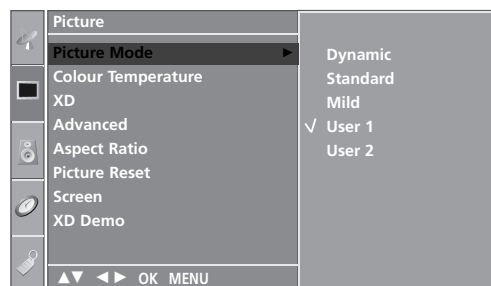 Picture
Picture Mode ►
Colour Temperature
XD
Advanced
Aspect Ratio
Picture Reset
Screen
XD Demo
▲▼ ◄► OK MENU
Dynamic
Standard
Mild
√ User 1
User 2